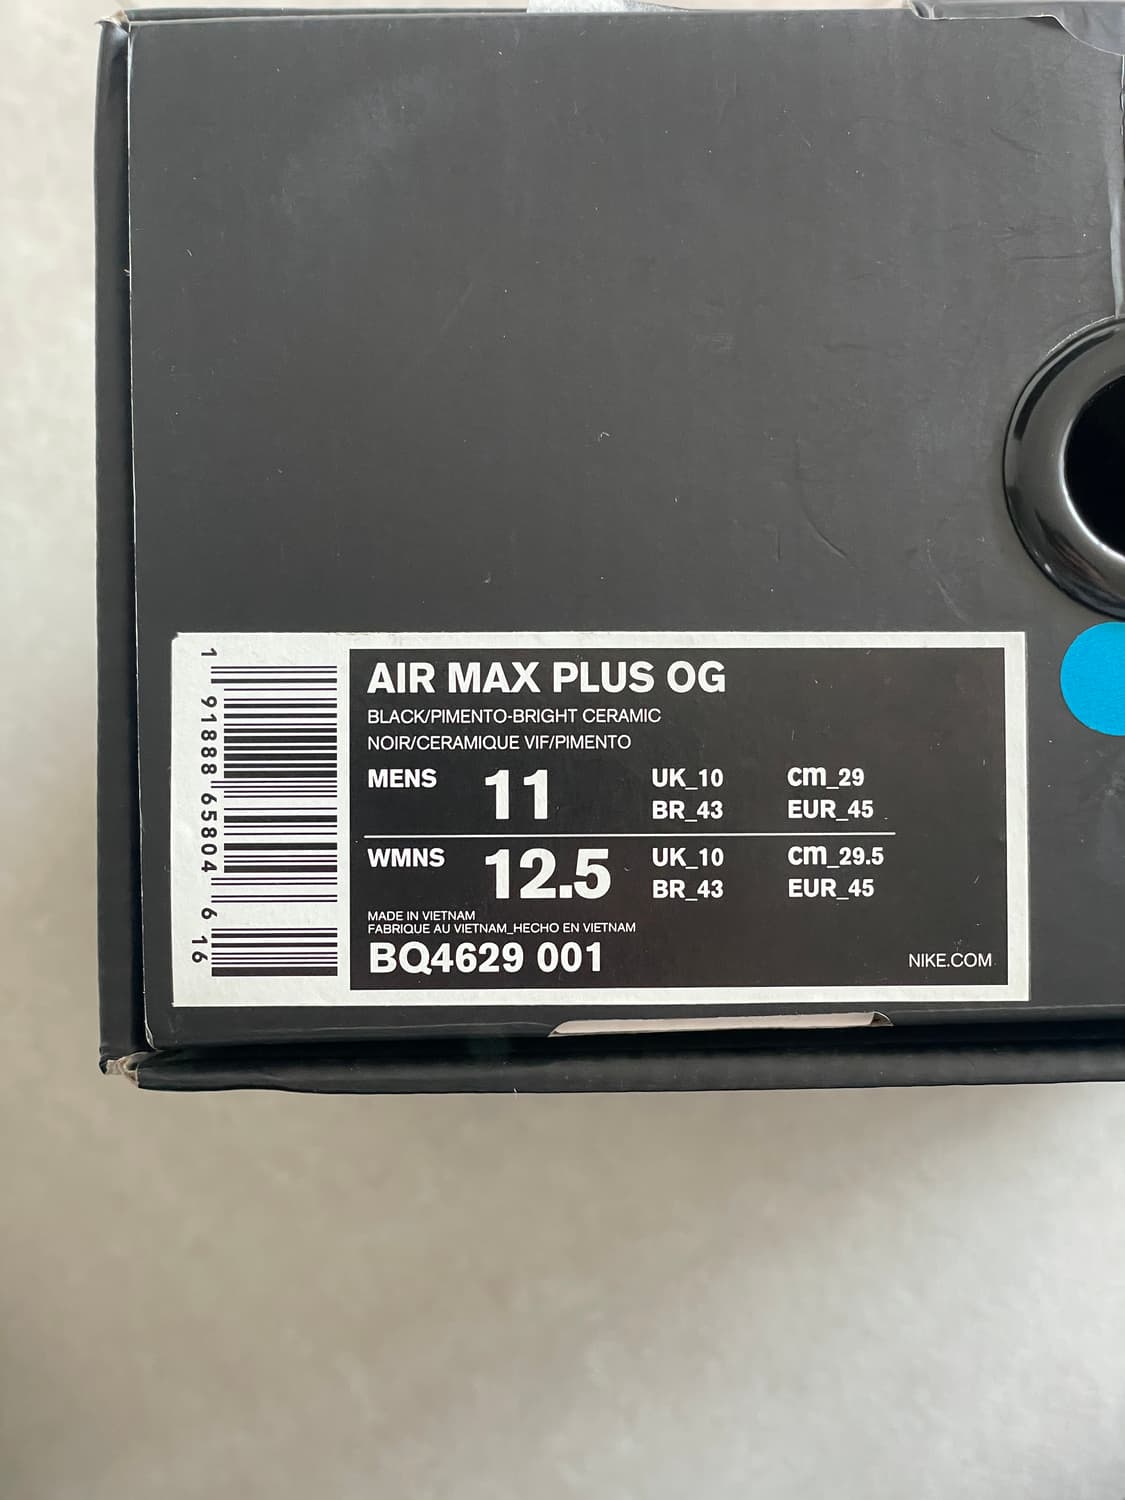 AIR MAX PLUS OG
BLACK/PIMENTO-BRIGHT CERAMIC
NOIR/CERAMIQUE VIF/PIMENTO
MENS 11 UK_10 cm_29
BR_43 EUR_45
WMNS 12.5 UK_10 cm_29.5
BR_43 EUR_45
MADE IN VIETNAM
FABRIQUE AU VIETNAM_HECHO EN VIETNAM
BQ4629 001 NIKE.COM
1 91888 65804 6 16